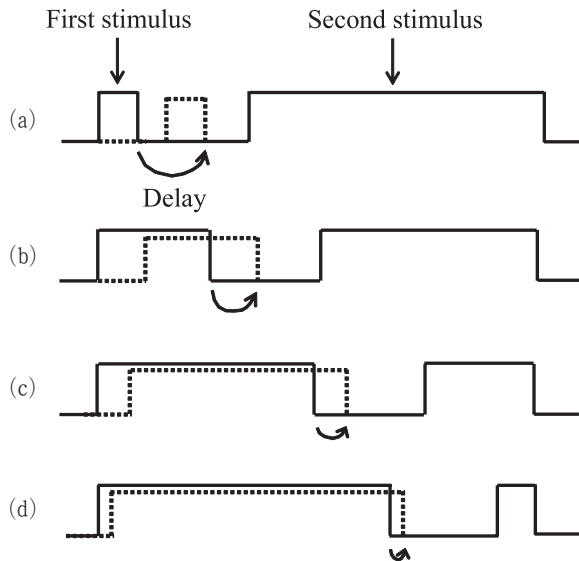 First stimulus Second stimulus
(a)
Delay
(b)
(c)
(d)